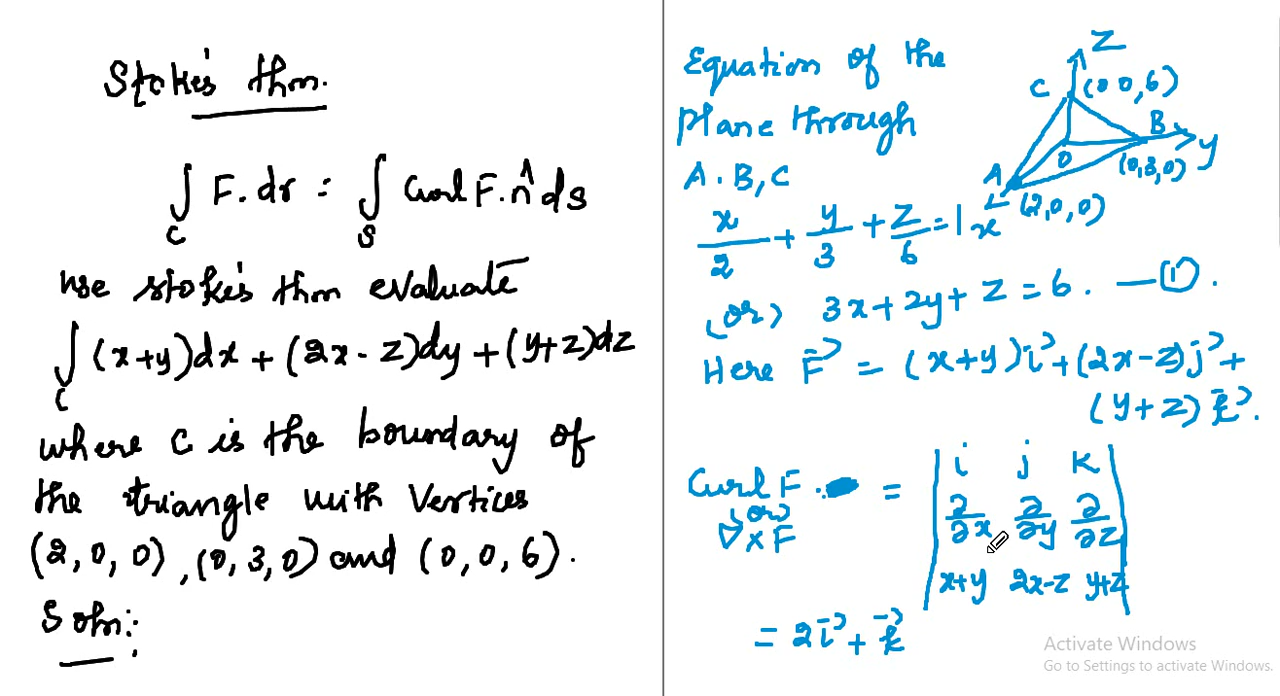 Stoke's thm.
∫_C F.dr = ∫_S Curl F.n̂ ds
Use stoke's thm evaluate
∫_C (x+y)dx + (2x-z)dy + (y+z)dz
where C is the boundary of
the triangle with vertices
(2,0,0), (0,3,0) and (0,0,6).
Soln:
Equation of the
plane through
A.B,C
x/2 + y/3 + z/6 = 1
(or) 3x + 2y + z = 6. — (1).
Z
C (0 0,6)
B
y
O
(0,3,0)
A
x (2,0,0)
Here F⃗ = (x+y)i⃗ + (2x-z)j⃗ +
(y+z)k⃗.
Curl F . =
(or)
∇×F
| i j k |
| ∂/∂x ∂/∂y ∂/∂z |
| x+y 2x-z y+z |
= 2i⃗ + k⃗
Activate Windows
Go to Settings to activate Windows.